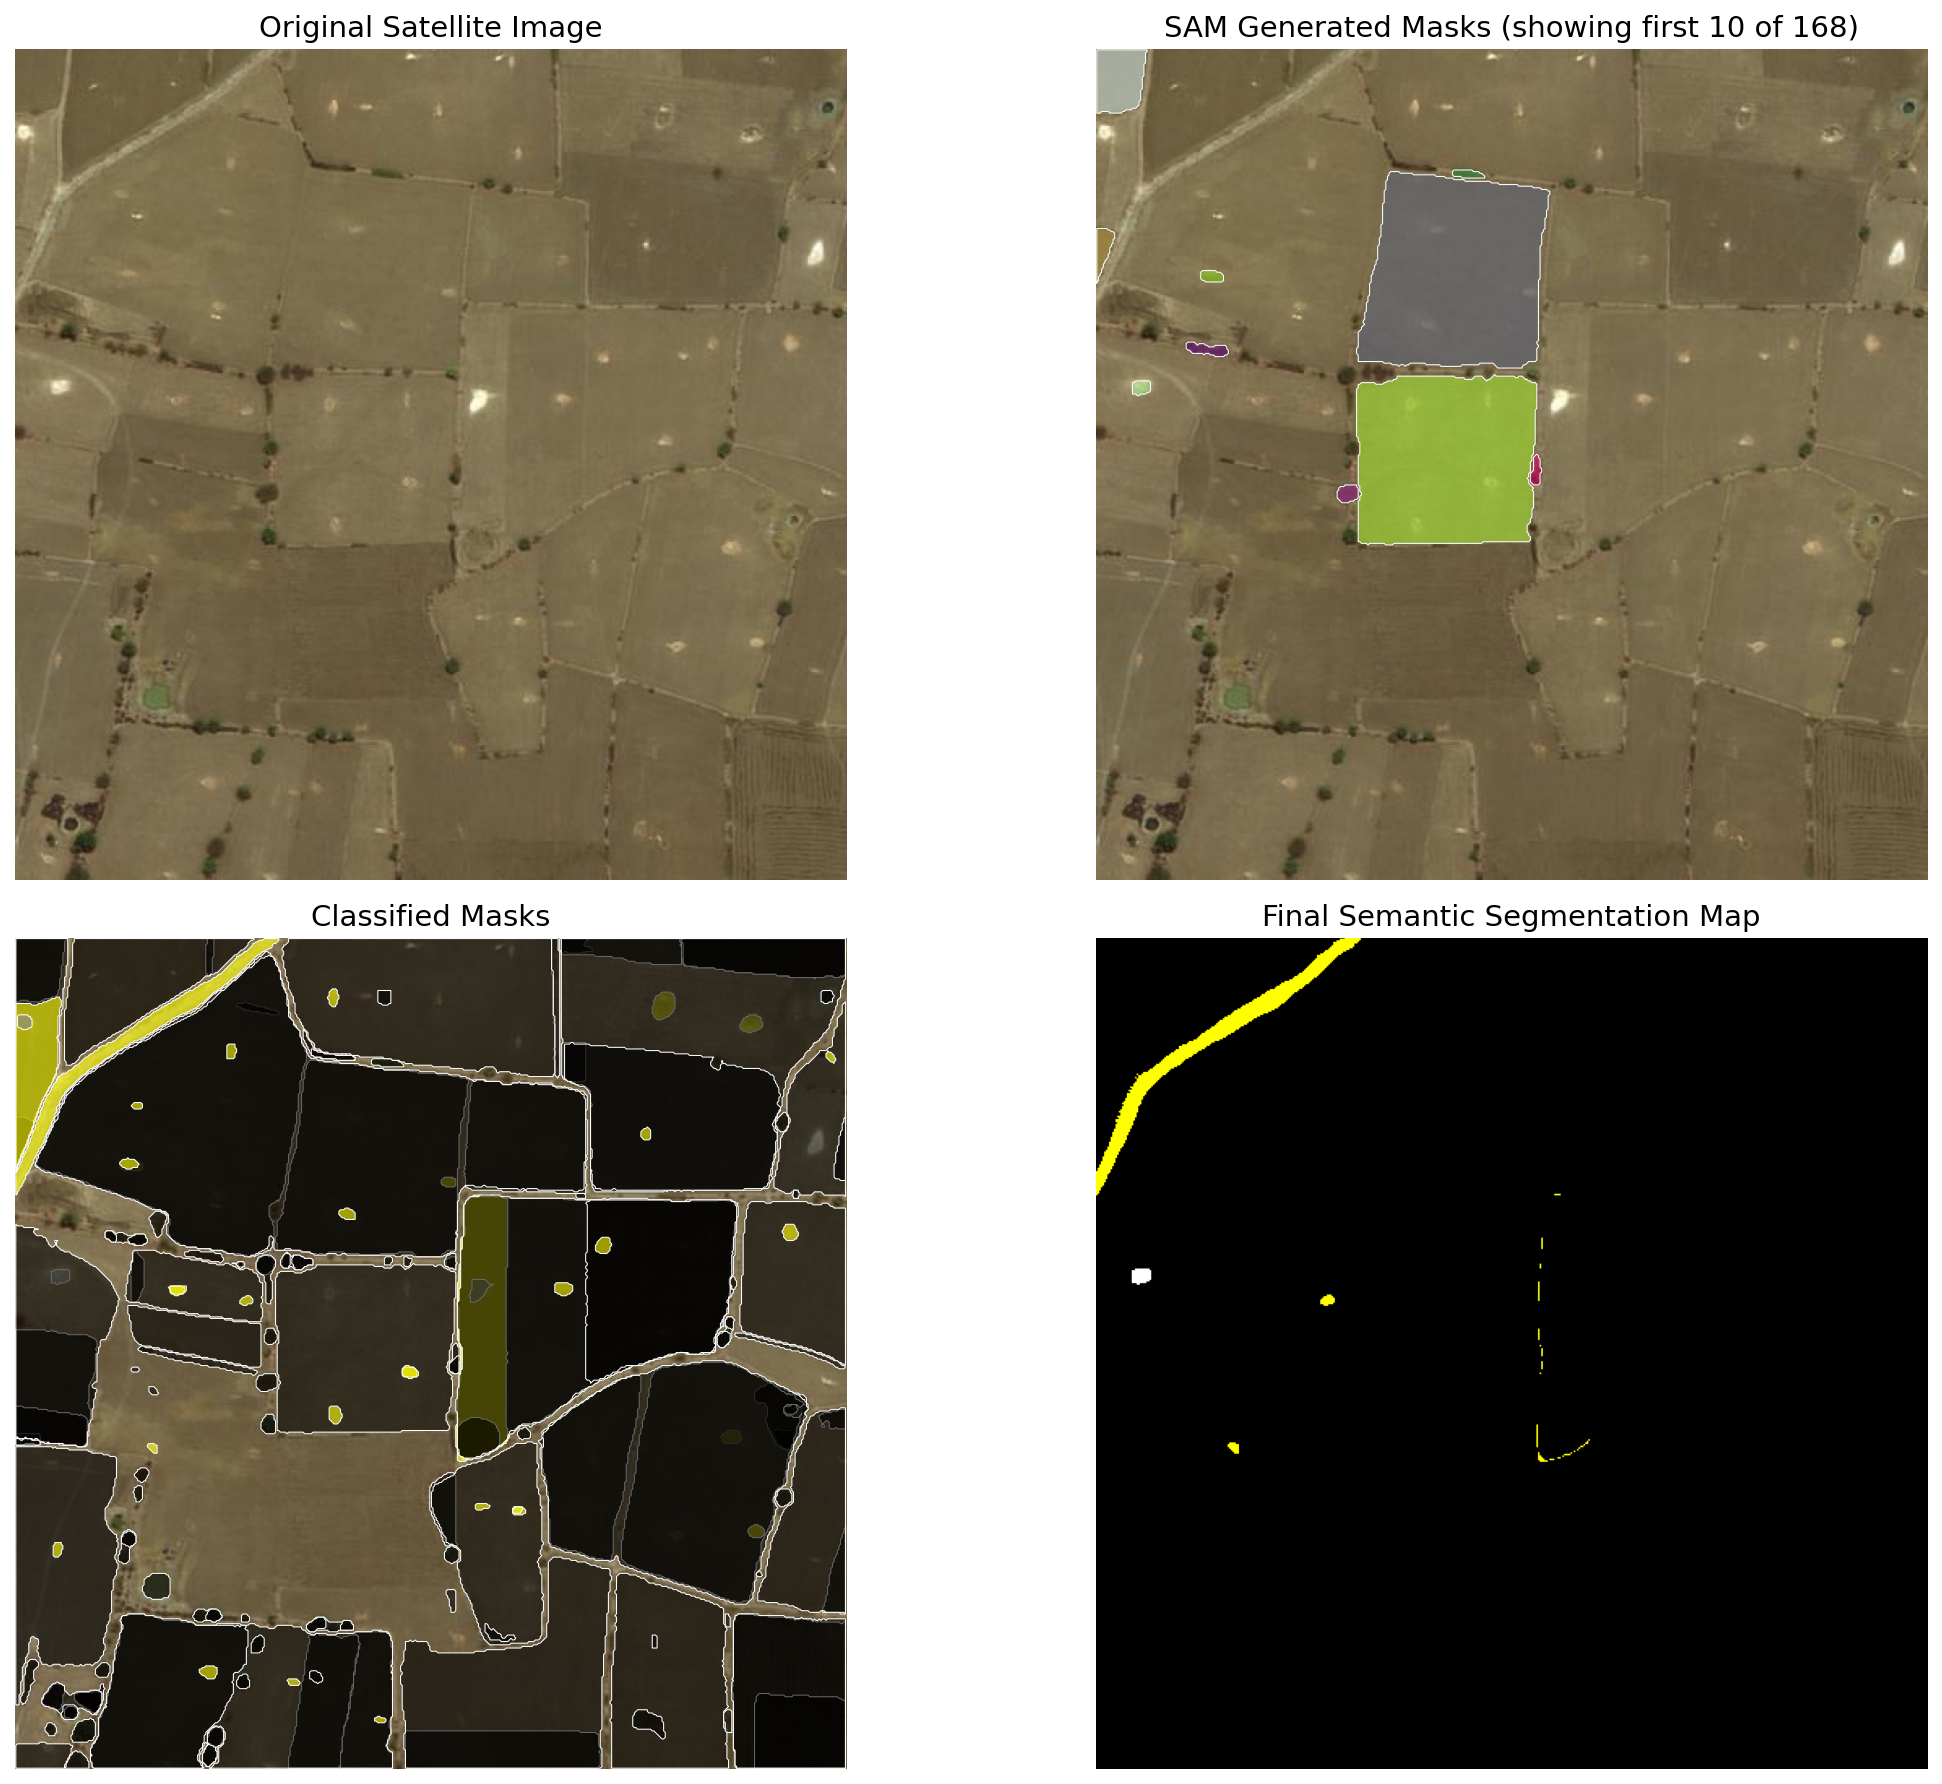 Original Satellite Image
SAM Generated Masks (showing first 10 of 168)
Classified Masks
Final Semantic Segmentation Map